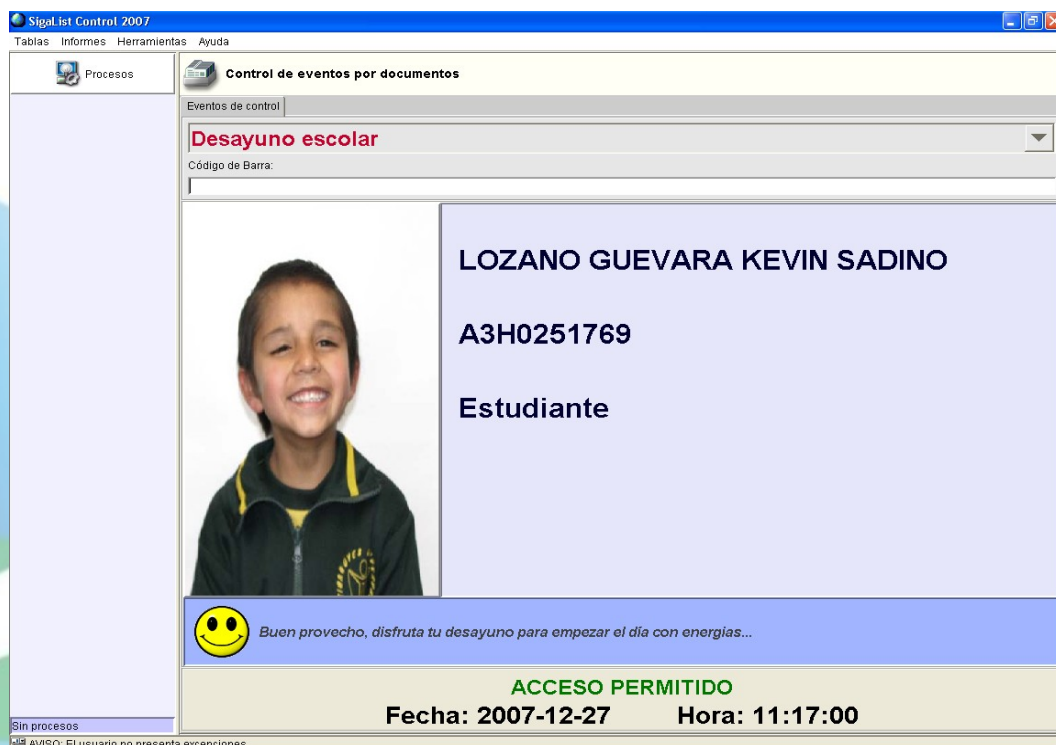 SigaList Control 2007
Tablas Informes Herramientas Ayuda
Procesos
Control de eventos por documentos
Eventos de control
Desayuno escolar
Código de Barra:
LOZANO GUEVARA KEVIN SADINO
A3H0251769
Estudiante
Buen provecho, disfruta tu desayuno para empezar el día con energias...
ACCESO PERMITIDO
Fecha: 2007-12-27 Hora: 11:17:00
Sin procesos
AVISO: El usuario no presenta excepciones